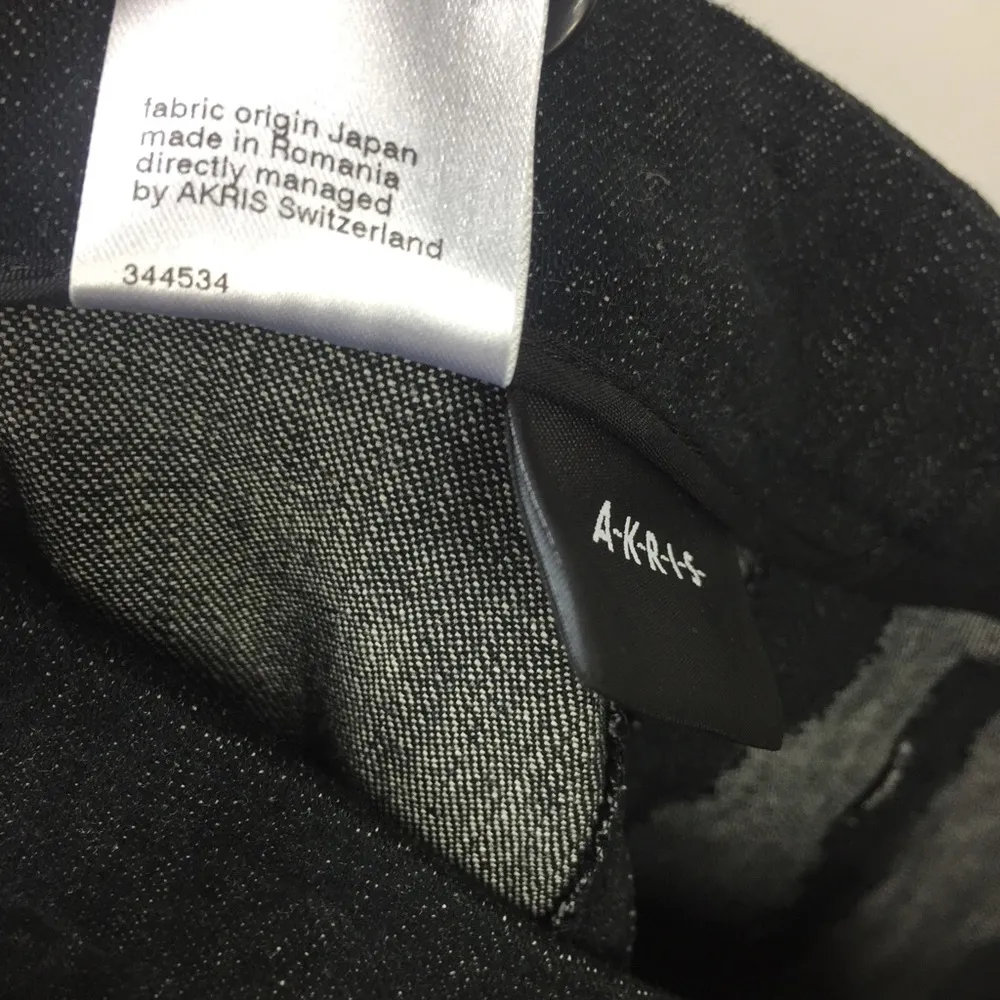 fabric origin Japan
made in Romania
directly managed
by AKRIS Switzerland
344534
A-K-R-I-S-